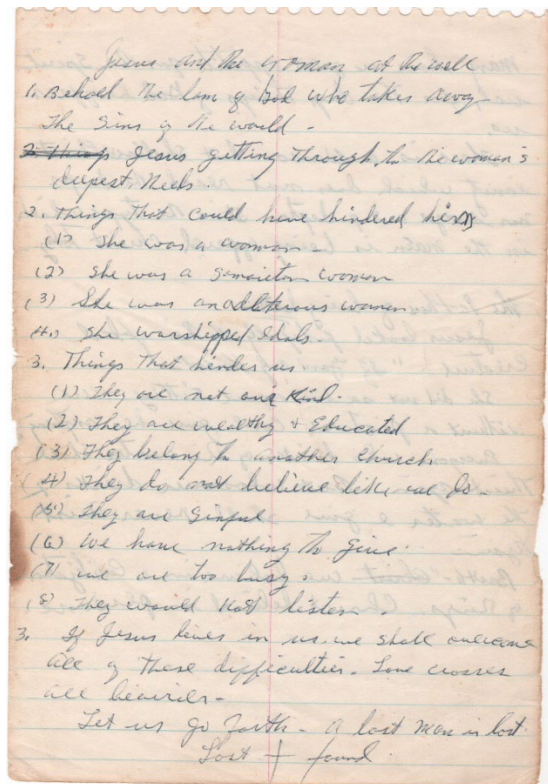 Jesus and the woman at the well
1. Behold the lam of God who takes away
The Sins of the world -
2 Things Jesus getting through to the woman's
deepest Needs.
2. Things That could have hindered him
(1) She was a woman -
(2) She was a Samaritan woman
(3) She was an adulterous woman
(4) She worshipped Idols.
3. Things That hinder us
(1) They are not our Kind.
(2) They are wealthy + Educated
(3) They belong to another Church
(4) They do not believe like we do -
(5) They are Sinful
(6) We have nothing to give.
(7) we are too busy.
(8) They would Not listen.
3. If Jesus lives in us. we shall overcome
all of these difficulties. Love crosses
all
Let us go forth - A lost man is lost
Lost + found.